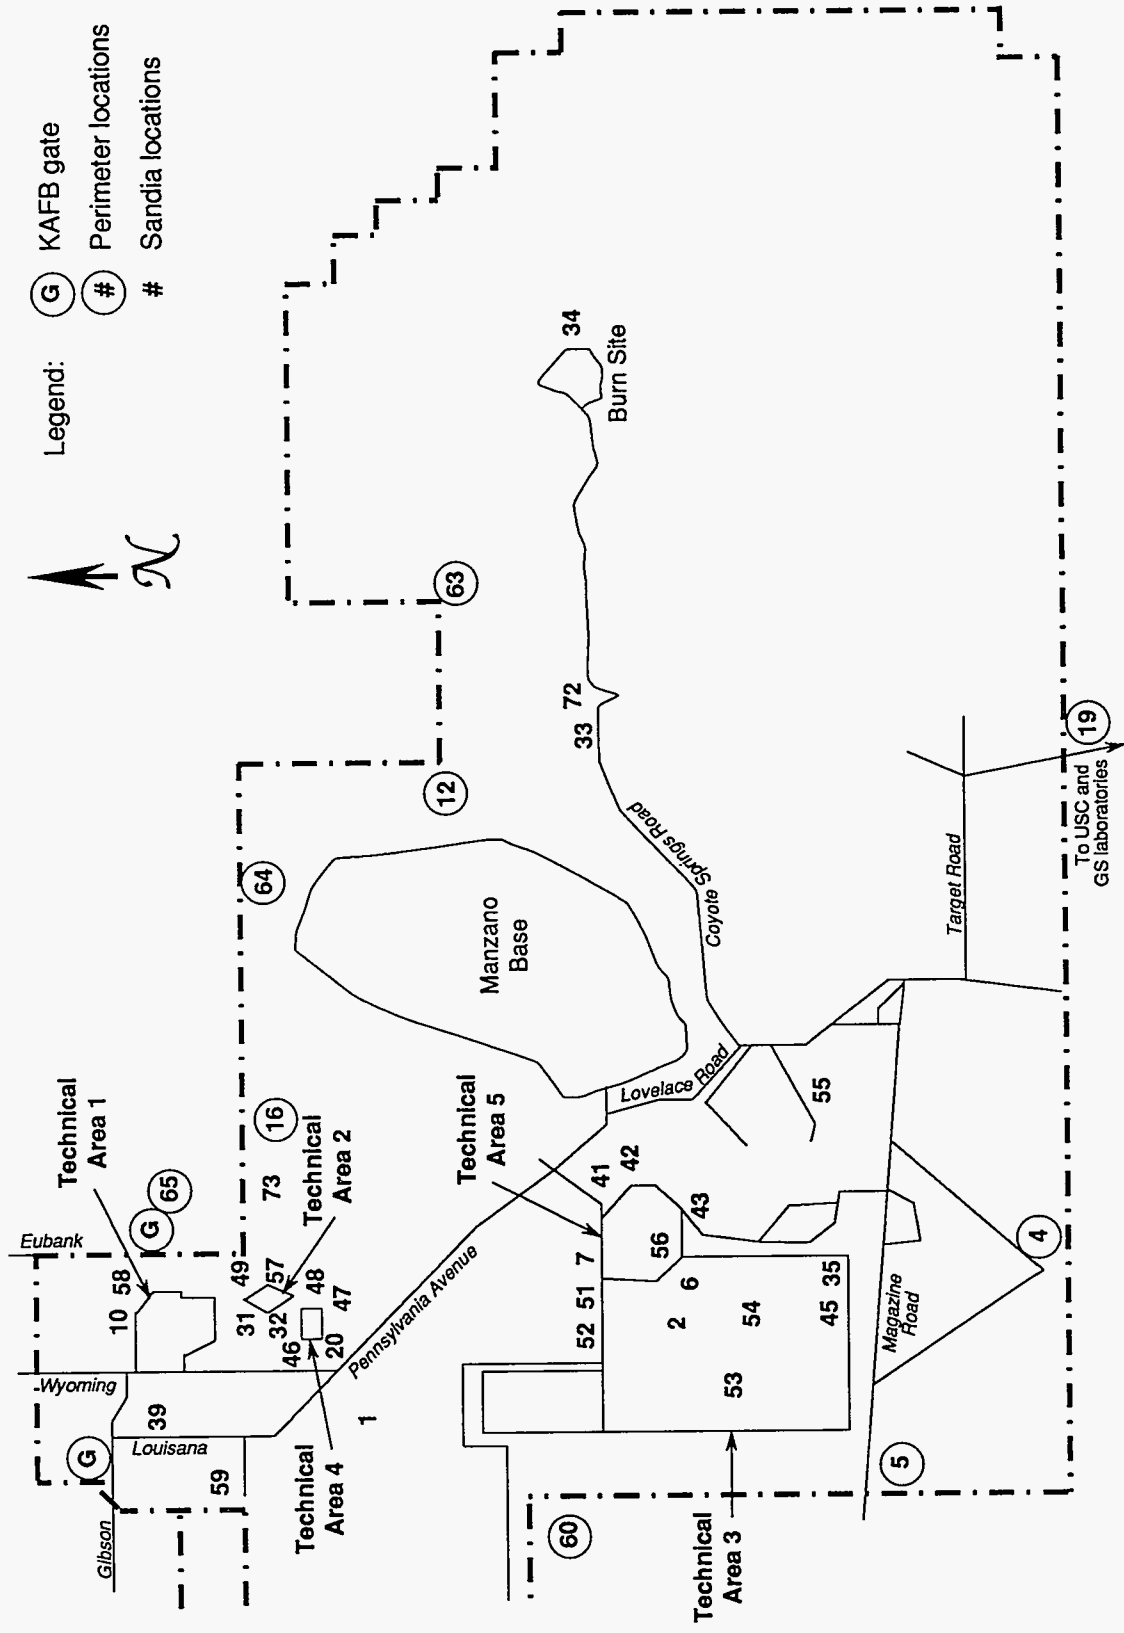 Legend:
G KAFB gate
# Perimeter locations
# Sandia locations
N
Eubank
Technical
Area 1
G
65
58
10
Wyoming
39
G
Louisana
59
Gibson
16
73
Technical
Area 2
49
57
31
32
48
47
46
20
Technical
Area 4
1
Pennsylvania Avenue
64
12
63
Manzano
Base
34
Burn Site
72
33
Coyote Springs Road
Lovelace Road
Technical
Area 5
41
42
43
7
51
52
56
6
2
54
53
35
45
55
Magazine
Road
Target Road
4
5
60
Technical
Area 3
19
To USC and
GS laboratories